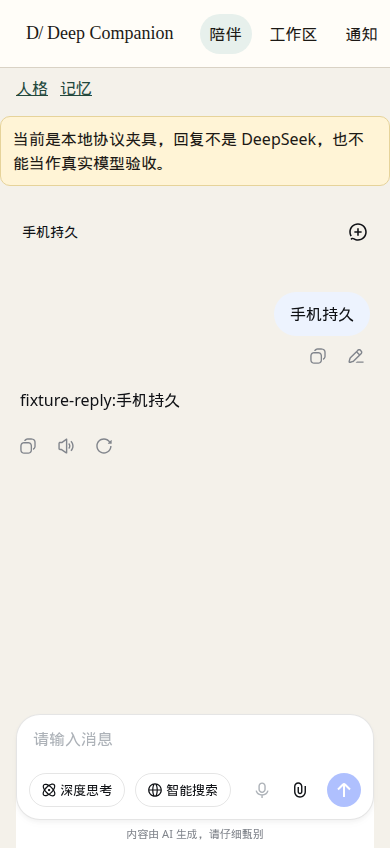 D/ Deep Companion 陪伴 工作区 通知
人格 记忆
当前是本地协议夹具，回复不是 DeepSeek，也不
能当作真实模型验收。
手机持久
手机持久
fixture-reply:手机持久
请输入消息
深度思考 智能搜索
内容由 AI 生成，请仔细甄别